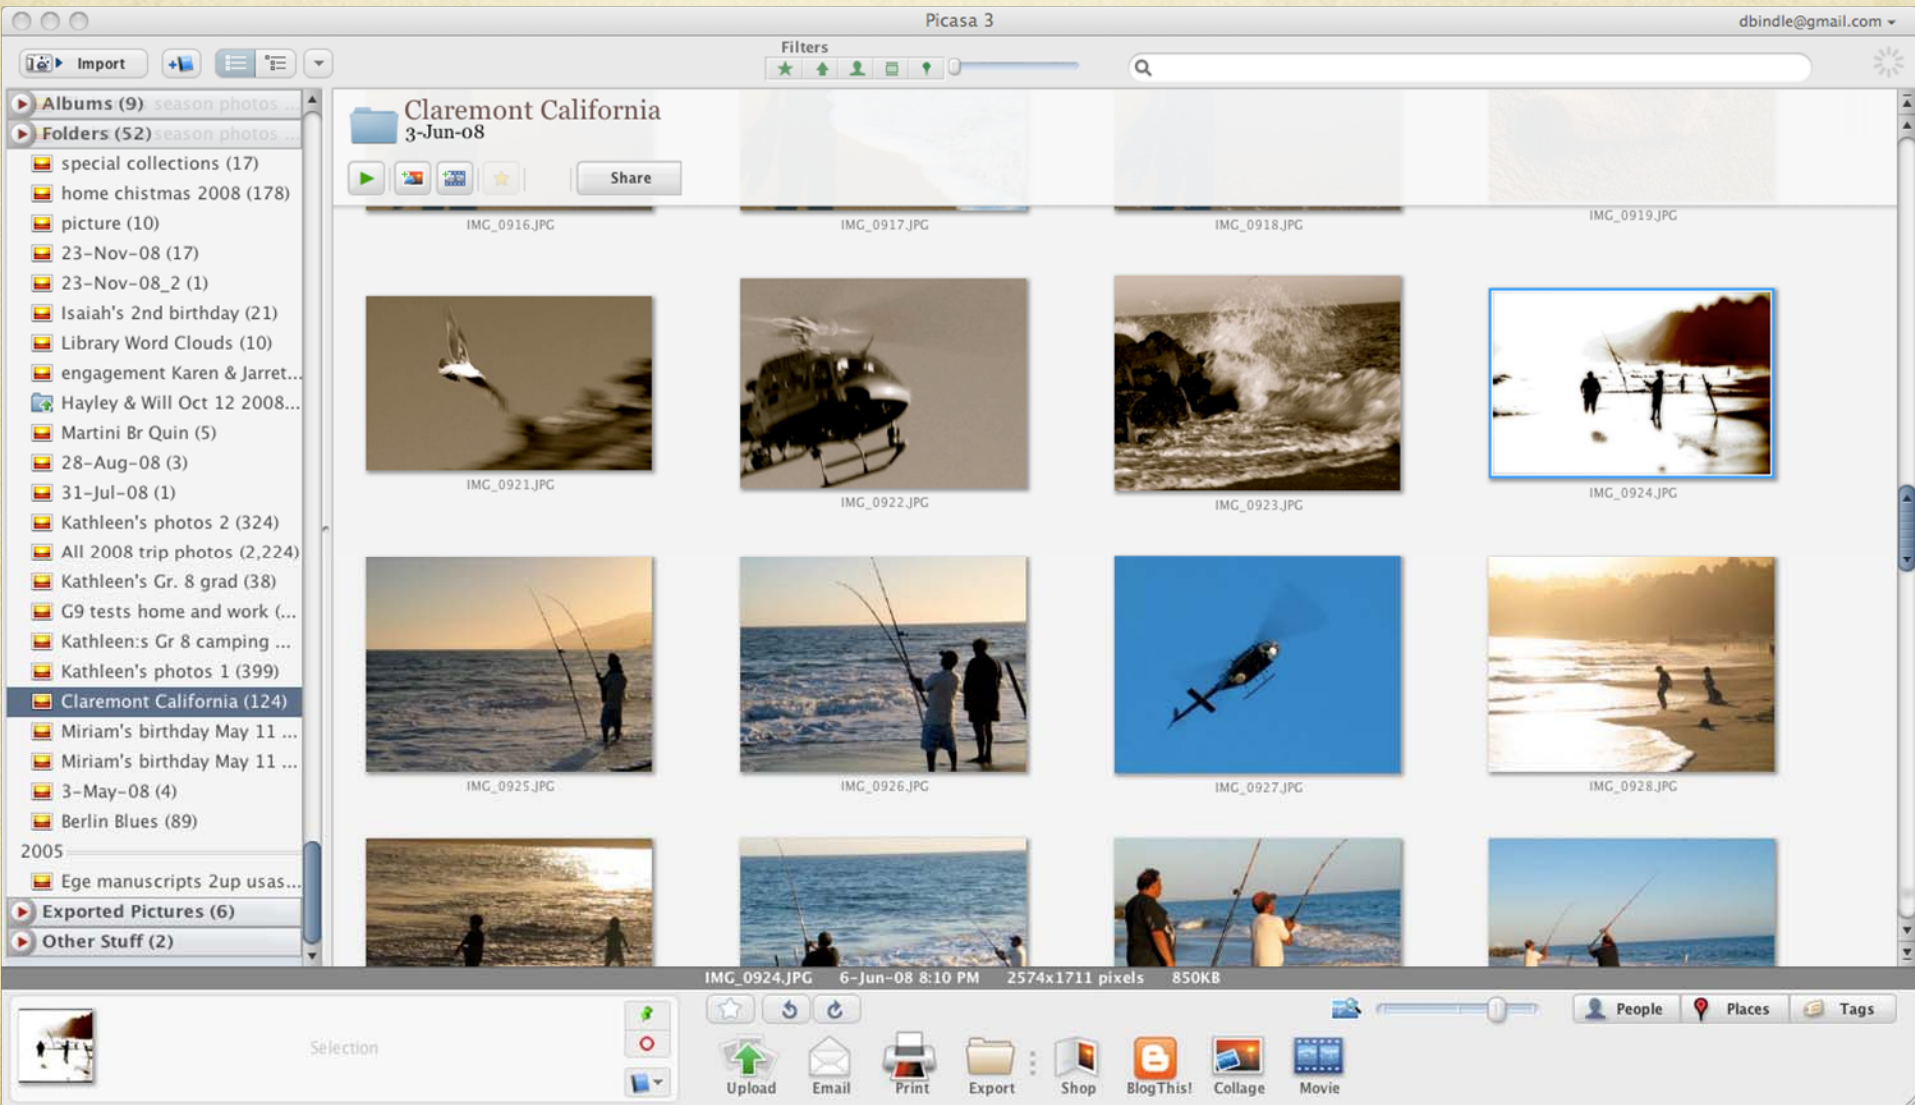 Picasa 3
dbindle@gmail.com
Import
Filters
Albums (9) season photos ...
Folders (52) season photos ...
special collections (17)
home chistmas 2008 (178)
picture (10)
23-Nov-08 (17)
23-Nov-08_2 (1)
Isaiah's 2nd birthday (21)
Library Word Clouds (10)
engagement Karen & Jarret...
Hayley & Will Oct 12 2008...
Martini Br Quin (5)
28-Aug-08 (3)
31-Jul-08 (1)
Kathleen's photos 2 (324)
All 2008 trip photos (2,224)
Kathleen's Gr. 8 grad (38)
G9 tests home and work (...
Kathleen:s Gr 8 camping ...
Kathleen's photos 1 (399)
Claremont California (124)
Miriam's birthday May 11 ...
Miriam's birthday May 11 ...
3-May-08 (4)
Berlin Blues (89)
2005
Ege manuscripts 2up usas...
Exported Pictures (6)
Other Stuff (2)
Claremont California
3-Jun-08
Share
IMG_0916.JPG
IMG_0917.JPG
IMG_0918.JPG
IMG_0919.JPG
IMG_0921.JPG
IMG_0922.JPG
IMG_0923.JPG
IMG_0924.JPG
IMG_0925.JPG
IMG_0926.JPG
IMG_0927.JPG
IMG_0928.JPG
IMG_0924.JPG 6-Jun-08 8:10 PM 2574x1711 pixels 850KB
Selection
People
Places
Tags
Upload
Email
Print
Export
Shop
BlogThis!
Collage
Movie